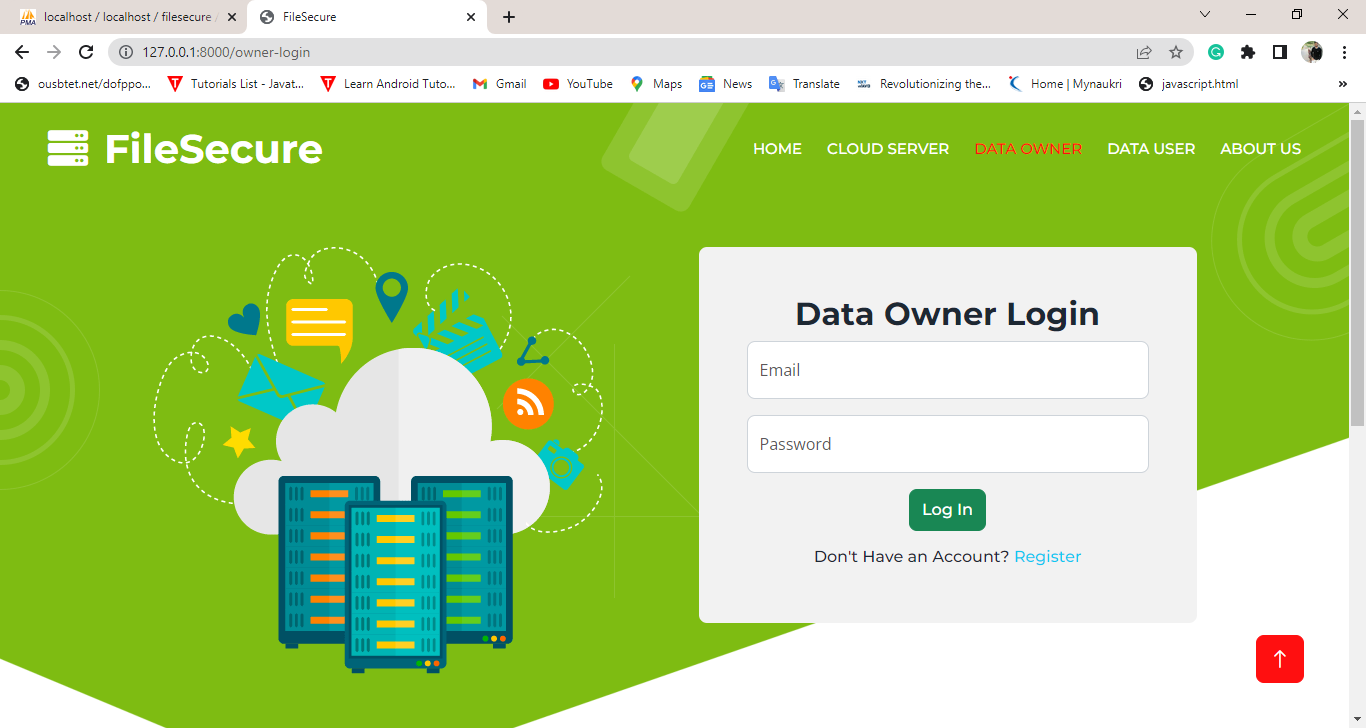 localhost / localhost / filesecure /
FileSecure
127.0.0.1:8000/owner-login
ousbtet.net/dofppo...
Tutorials List - Javat...
Learn Android Tuto...
Gmail
YouTube
Maps
News
Translate
Revolutionizing the...
Home | Mynaukri
javascript.html
»
FileSecure
HOME
CLOUD SERVER
DATA OWNER
DATA USER
ABOUT US
Data Owner Login
Email
Password
Log In
Don't Have an Account? Register